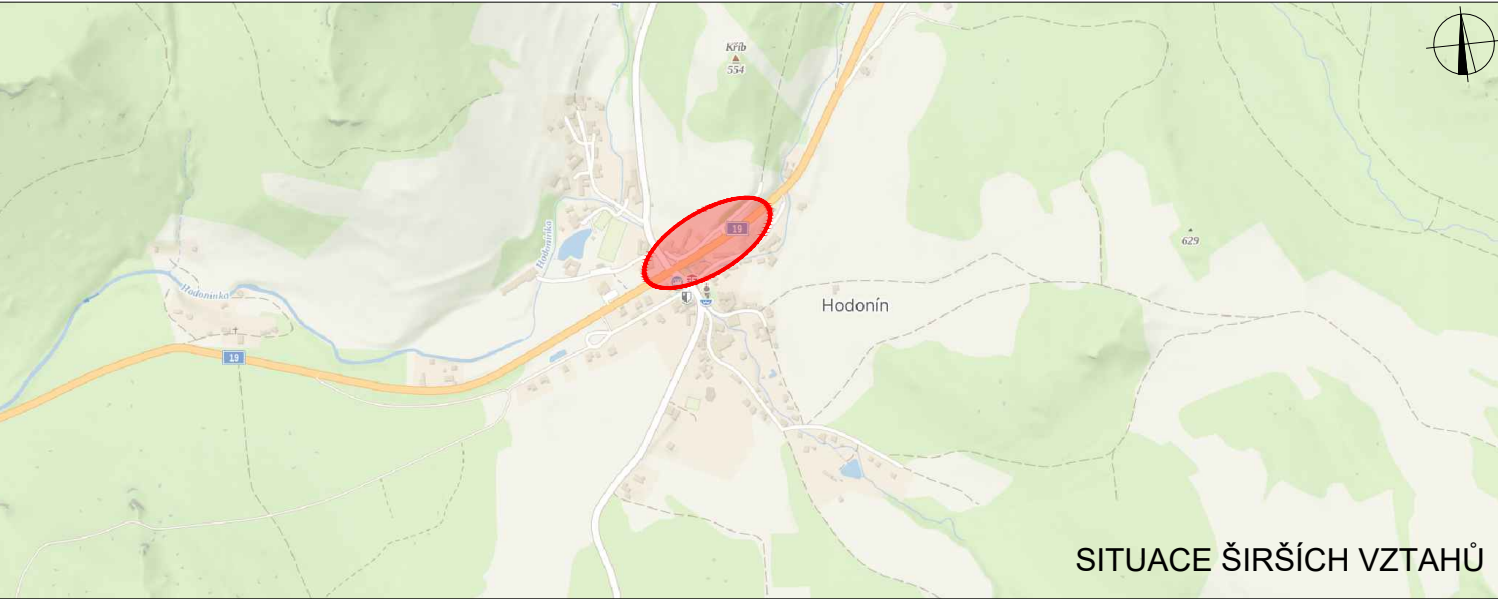 Kříb
554
19
629
Hodonínka
Hodonínka
Hodonín
19
SITUACE ŠIRŠÍCH VZTAHŮ